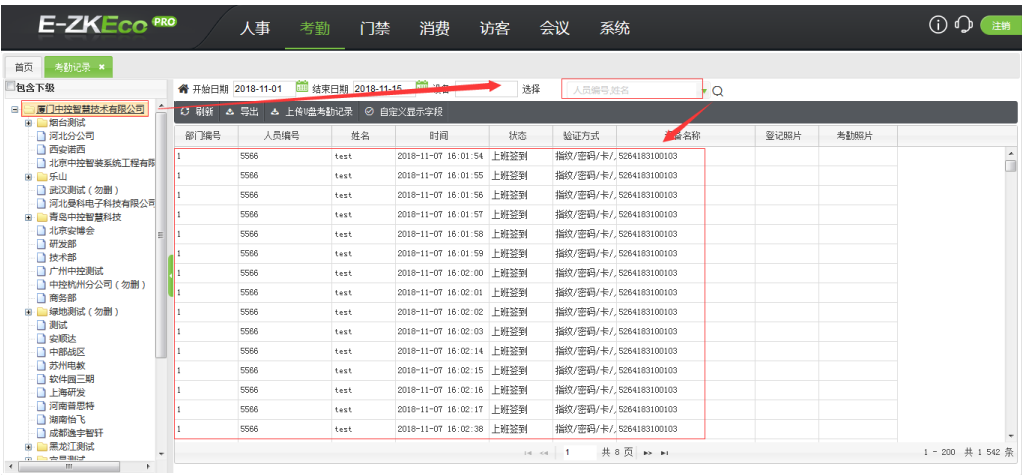 E-ZKEco PRO 人事 考勤 门禁 消费 访客 会议 系统 注销
首页 考勤记录 ×
包含下级
开始日期 2018-11-01 结束日期 2018-11-15 选择 人员编号,姓名
刷新 导出 上传U盘考勤记录 自定义显示字段
厦门中控智慧技术有限公司
烟台测试
河北分公司
西安诺西
北京中控智装系统工程有限
乐山
武汉测试(勿删)
河北曼科电子科技有限公司
青岛中控智慧科技
北京安博会
研发部
技术部
广州中控测试
中控杭州分公司(勿删)
商务部
绿地测试(勿删)
测试
安顺达
中部战区
苏州电教
软件园三期
上海研发
河南普思特
湖南怡飞
成都逸宇智轩
黑龙江测试
部门编号 人员编号 姓名 时间 状态 验证方式 名称 登记照片 考勤照片
1 5566 test 2018-11-07 16:01:54 上班签到 指纹/密码/卡/, 5264183100103
1 5566 test 2018-11-07 16:01:55 上班签到 指纹/密码/卡/, 5264183100103
1 5566 test 2018-11-07 16:01:56 上班签到 指纹/密码/卡/, 5264183100103
1 5566 test 2018-11-07 16:01:57 上班签到 指纹/密码/卡/, 5264183100103
1 5566 test 2018-11-07 16:01:58 上班签到 指纹/密码/卡/, 5264183100103
1 5566 test 2018-11-07 16:01:59 上班签到 指纹/密码/卡/, 5264183100103
1 5566 test 2018-11-07 16:02:00 上班签到 指纹/密码/卡/, 5264183100103
1 5566 test 2018-11-07 16:02:01 上班签到 指纹/密码/卡/, 5264183100103
1 5566 test 2018-11-07 16:02:02 上班签到 指纹/密码/卡/, 5264183100103
1 5566 test 2018-11-07 16:02:03 上班签到 指纹/密码/卡/, 5264183100103
1 5566 test 2018-11-07 16:02:14 上班签到 指纹/密码/卡/, 5264183100103
1 5566 test 2018-11-07 16:02:15 上班签到 指纹/密码/卡/, 5264183100103
1 5566 test 2018-11-07 16:02:16 上班签到 指纹/密码/卡/, 5264183100103
1 5566 test 2018-11-07 16:02:17 上班签到 指纹/密码/卡/, 5264183100103
1 5566 test 2018-11-07 16:02:38 上班签到 指纹/密码/卡/, 5264183100103
1 共 8 页 1 - 200 共 1 542 条